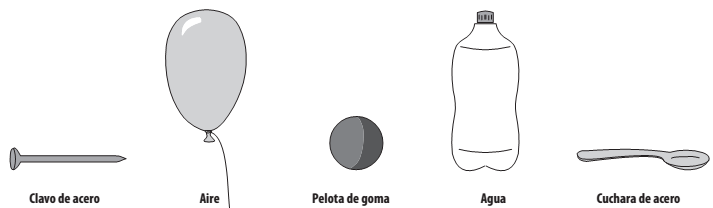 Clavo de acero
Aire
Pelota de goma
Agua
Cuchara de acero